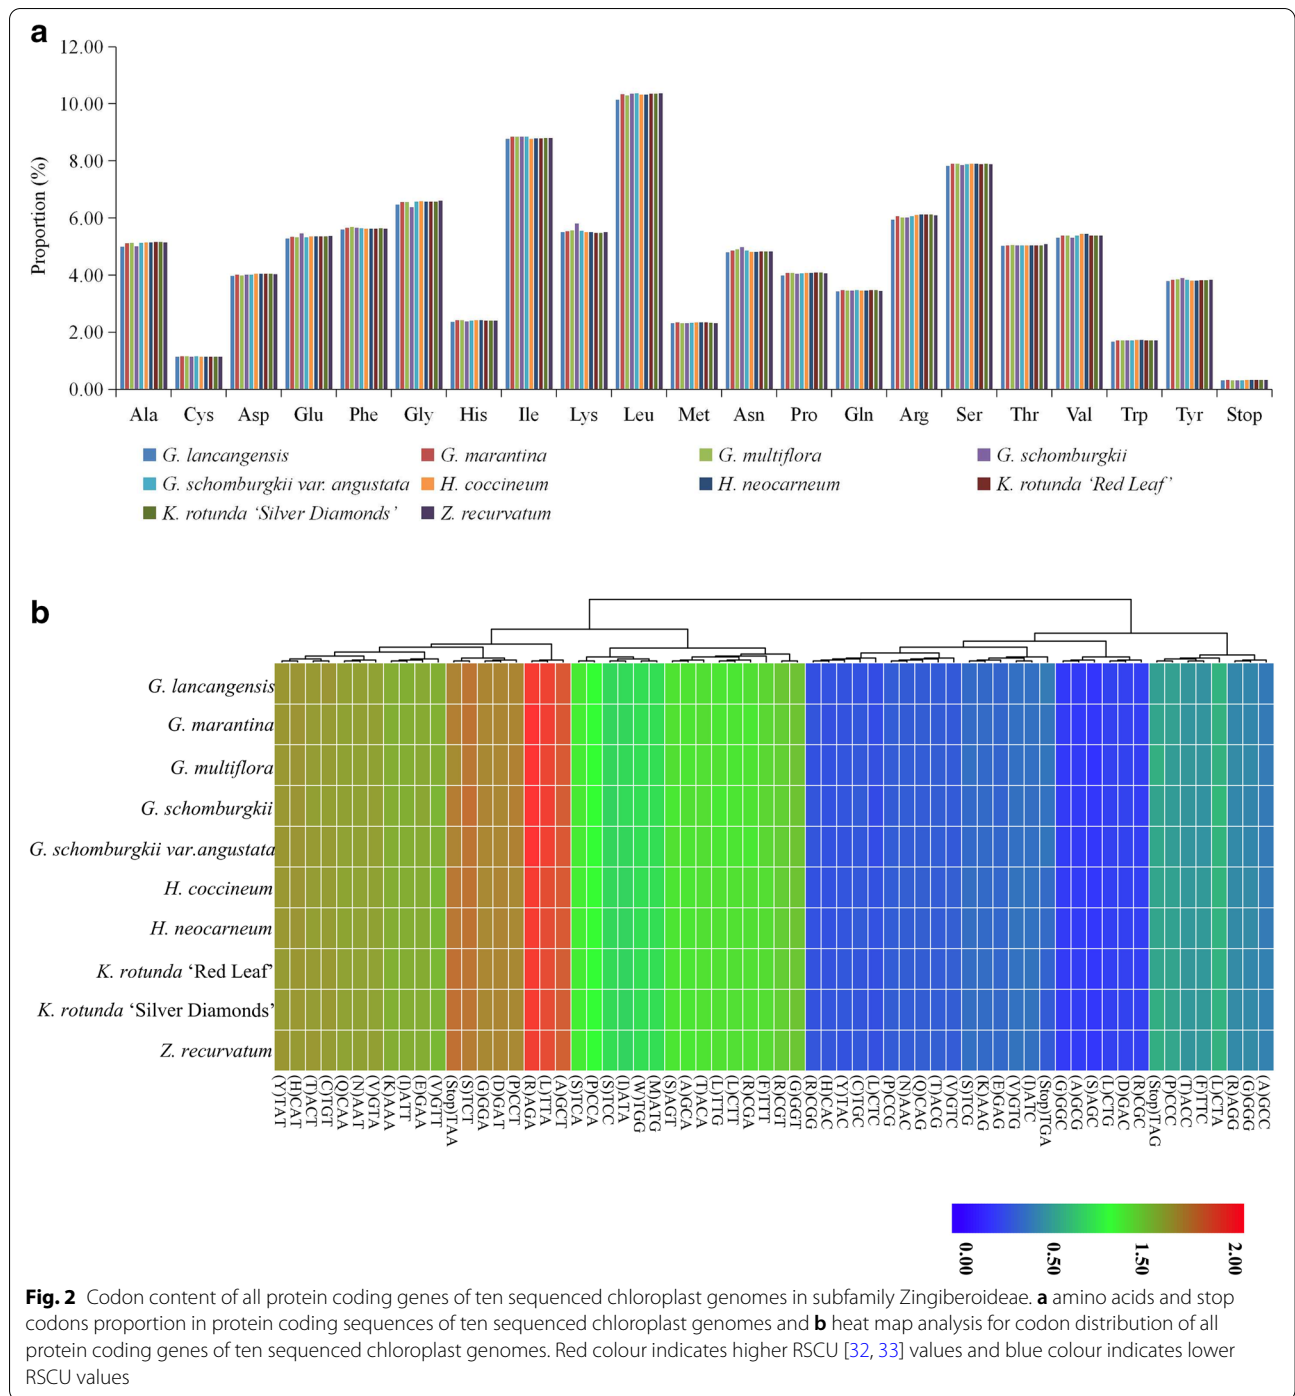 a
12.00
10.00
8.00
6.00
4.00
2.00
0.00
Proportion (%)
Ala Cys Asp Glu Phe Gly His Ile Lys Leu Met Asn Pro Gln Arg Ser Thr Val Trp Tyr Stop
G. lancangensis G. marantina G. multiflora G. schomburgkii
G. schomburgkii var. angustata H. coccineum H. neocarneum K. rotunda ‘Red Leaf’
K. rotunda ‘Silver Diamonds’ Z. recurvatum
b
G. lancangensis
G. marantina
G. multiflora
G. schomburgkii
G. schomburgkii var.angustata
H. coccineum
H. neocarneum
K. rotunda ‘Red Leaf’
K. rotunda ‘Silver Diamonds’
Z. recurvatum
(Y)TAT
(H)CAT
(T)ACT
(C)TGT
(Q)CAA
(N)AAT
(V)GTA
(K)AAA
(I)ATT
(E)GAA
(V)GTT
(Stop)TAA
(S)TCT
(G)GGA
(D)GAT
(P)CCT
(R)AGA
(L)TTA
(A)GCT
(S)TCA
(P)CCA
(S)TCC
(I)ATA
(W)TGG
(M)ATG
(S)AGT
(A)GCA
(T)ACA
(L)TTG
(L)CTT
(R)CGA
(F)TTT
(R)CGT
(G)GGT
(R)CGG
(H)CAC
(Y)TAC
(C)TGC
(L)CTC
(P)CCG
(N)AAC
(Q)CAG
(T)ACG
(V)GTC
(S)TCG
(K)AAG
(E)GAG
(V)GTG
(I)ATC
(Stop)TGA
(G)GGC
(A)GCG
(S)AGC
(L)CTG
(D)GAC
(R)CGC
(Stop)TAG
(P)CCC
(T)ACC
(F)TTC
(L)CTA
(R)AGG
(G)GGG
(A)GCC
0.00
0.50
1.50
2.00
Fig. 2 Codon content of all protein coding genes of ten sequenced chloroplast genomes in subfamily Zingiberoideae. a amino acids and stop
codons proportion in protein coding sequences of ten sequenced chloroplast genomes and b heat map analysis for codon distribution of all
protein coding genes of ten sequenced chloroplast genomes. Red colour indicates higher RSCU [32, 33] values and blue colour indicates lower
RSCU values